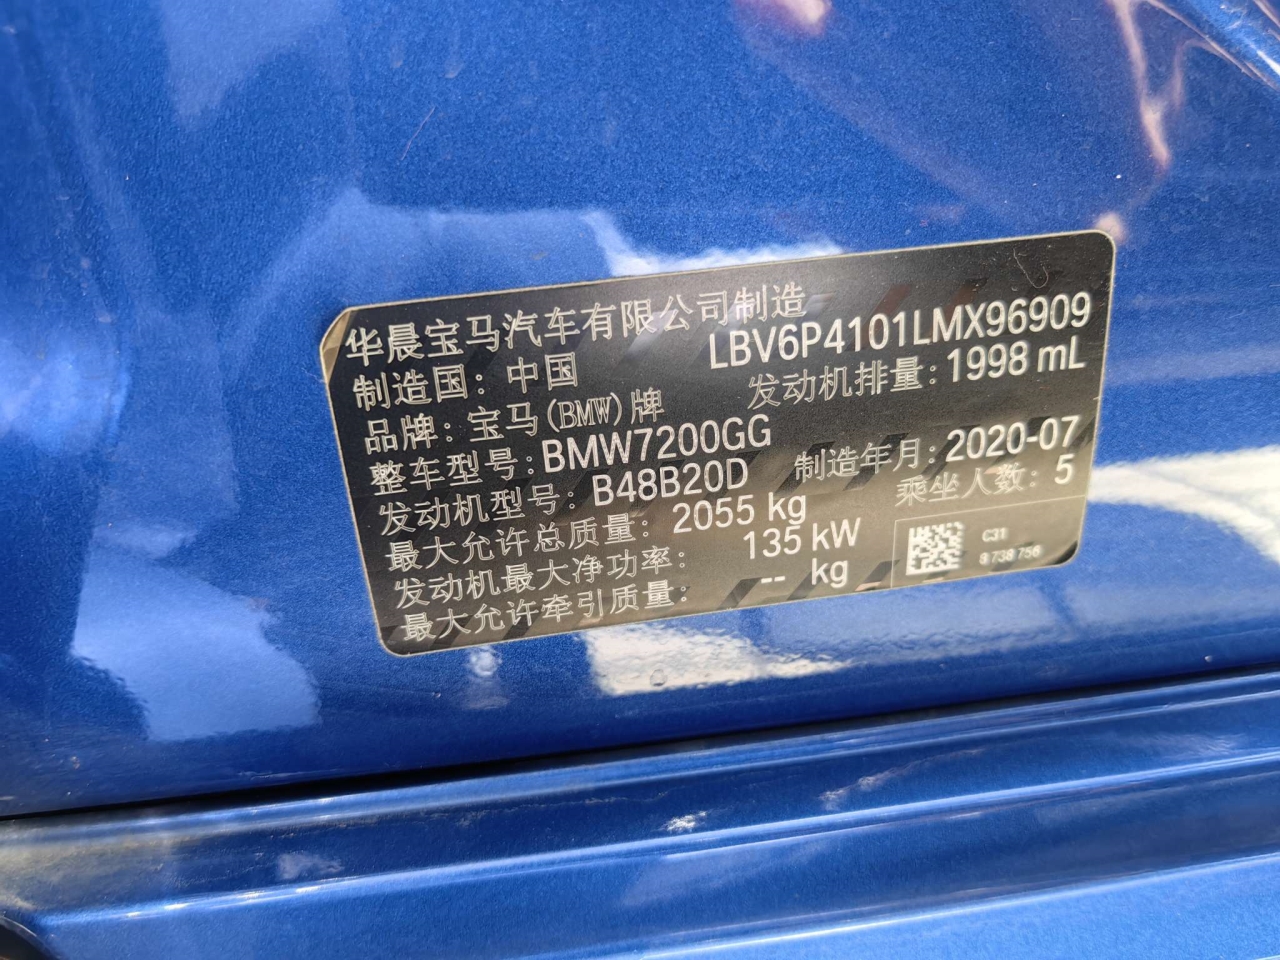 华晨宝马汽车有限公司制造
LBV6P4101LMX96909
制造国：中国
发动机排量：1998 mL
品牌：宝马(BMW)牌
整车型号：BMW7200GG
制造年月：2020-07
发动机型号：B48B20D
乘坐人数：5
最大允许总质量：2055 kg
发动机最大净功率：135 kW
最大允许牵引质量：-- kg
C31
8 738 756